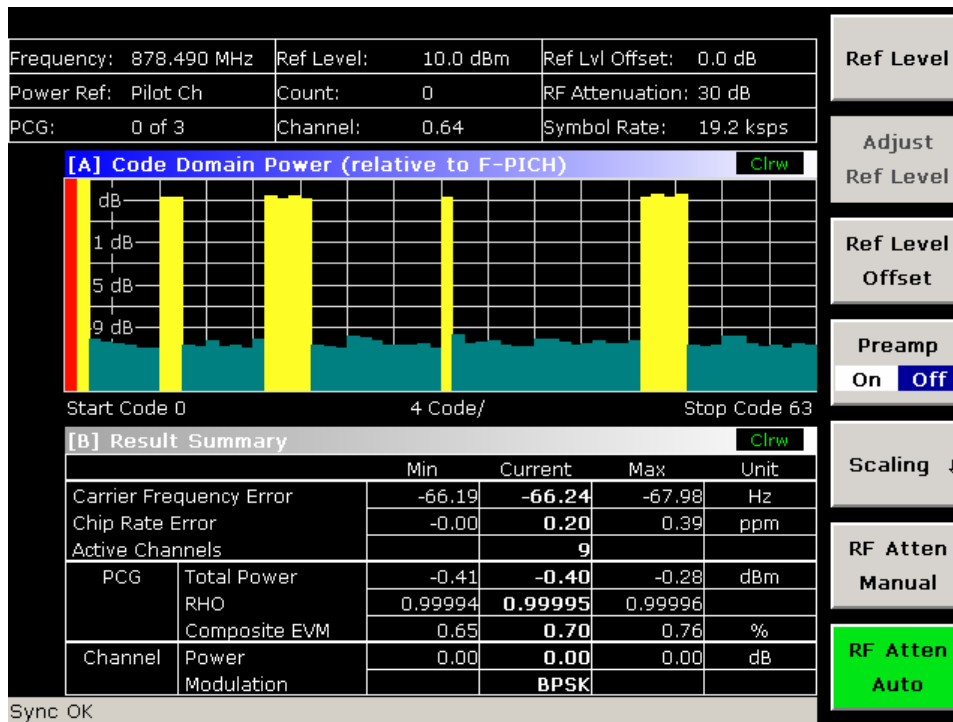 Frequency: 878.490 MHz Ref Level: 10.0 dBm Ref Lvl Offset: 0.0 dB
Power Ref: Pilot Ch Count: 0 RF Attenuation: 30 dB
PCG: 0 of 3 Channel: 0.64 Symbol Rate: 19.2 ksps
[A] Code Domain Power (relative to F-PICH) Clrw
dB
1 dB
5 dB
9 dB
Start Code 0 4 Code/ Stop Code 63
[B] Result Summary Clrw
Min Current Max Unit
Carrier Frequency Error -66.19 -66.24 -67.98 Hz
Chip Rate Error -0.00 0.20 0.39 ppm
Active Channels 9
PCG Total Power -0.41 -0.40 -0.28 dBm
RHO 0.99994 0.99995 0.99996
Composite EVM 0.65 0.70 0.76 %
Channel Power 0.00 0.00 0.00 dB
Modulation BPSK
Sync OK
Ref Level
Adjust
Ref Level
Ref Level
Offset
Preamp
On Off
Scaling
RF Atten
Manual
RF Atten
Auto